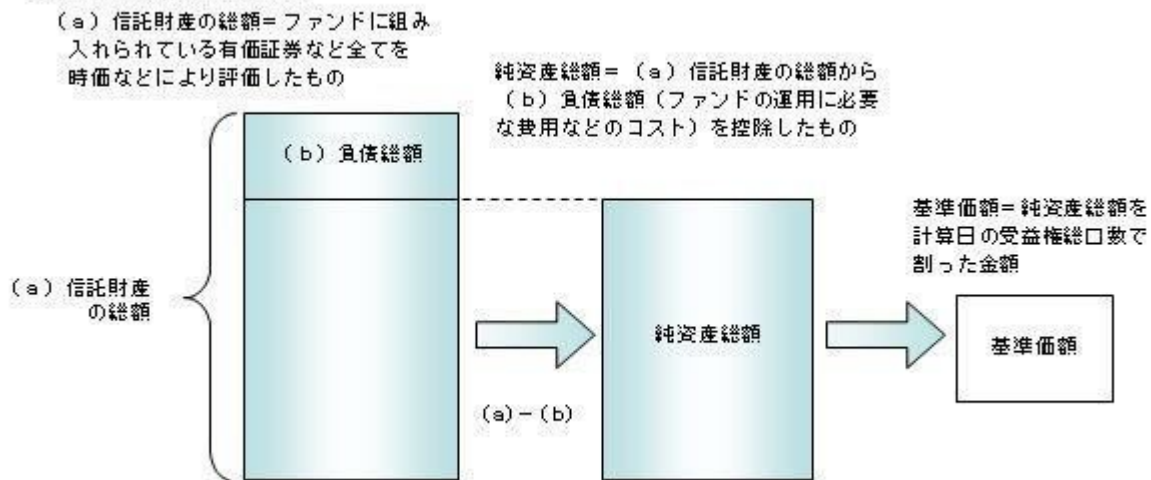 (a)信託財産の総額=ファンドに組み
入れられている有価証券など全てを
時価などにより評価したもの
純資産総額=(a)信託財産の総額から
(b)負債総額(ファンドの運用に必要
な費用などのコスト)を控除したもの
(b)負債総額
基準価額=純資産総額を
計算日の受益権総口数で
割った金額
(a)信託財産
の総額
純資産総額
基準価額
(a)-(b)